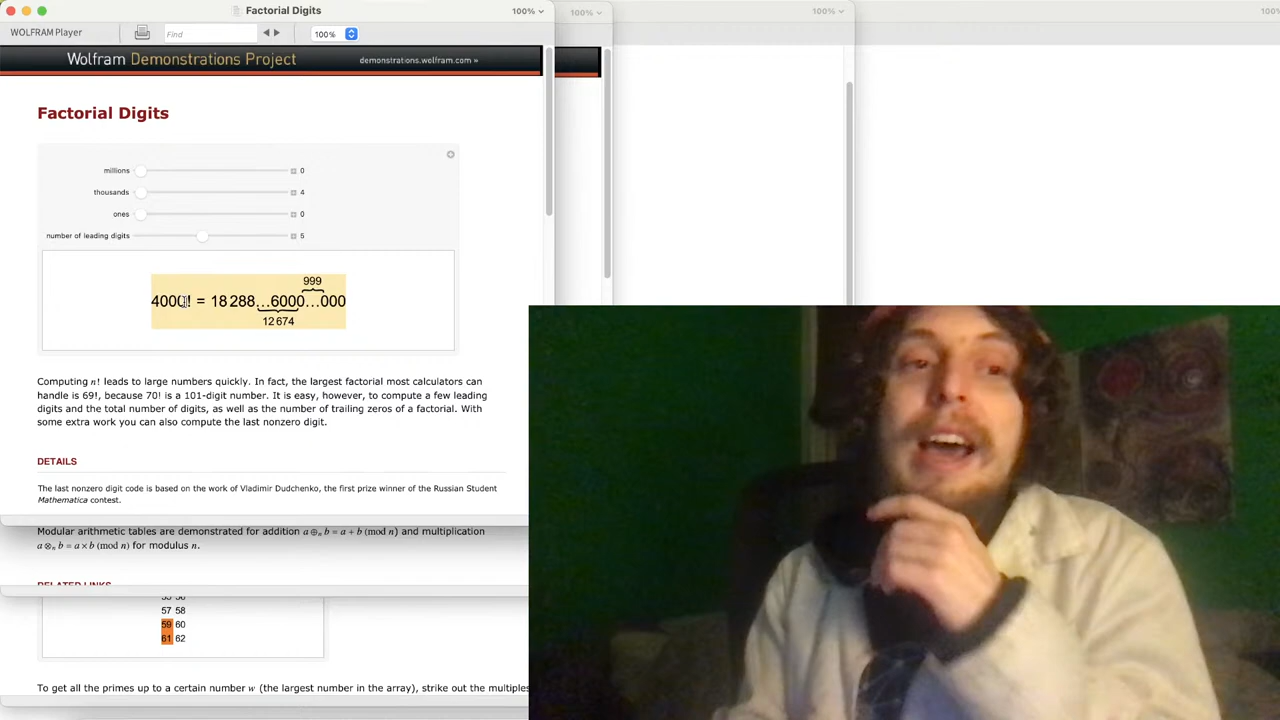 Factorial Digits
100%
100%
100%
100
WOLFRAM Player
Find
100%
Wolfram Demonstrations Project
demonstrations.wolfram.com »
Factorial Digits
millions 0
thousands 4
ones 0
number of leading digits 5
999
4000! = 18 288…6000…000
12 674
Computing n! leads to large numbers quickly. In fact, the largest factorial most calculators can
handle is 69!, because 70! is a 101-digit number. It is easy, however, to compute a few leading
digits and the total number of digits, as well as the number of trailing zeros of a factorial. With
some extra work you can also compute the last nonzero digit.
DETAILS
The last nonzero digit code is based on the work of Vladimir Dudchenko, the first prize winner of the Russian Student
Mathematica contest.
Modular arithmetic tables are demonstrated for addition a ⊕n b = a + b (mod n) and multiplication
a ⊗n b = a × b (mod n) for modulus n.
RELATED LINKS
55 56
57 58
59 60
61 62
To get all the primes up to a certain number w (the largest number in the array), strike out the multiples